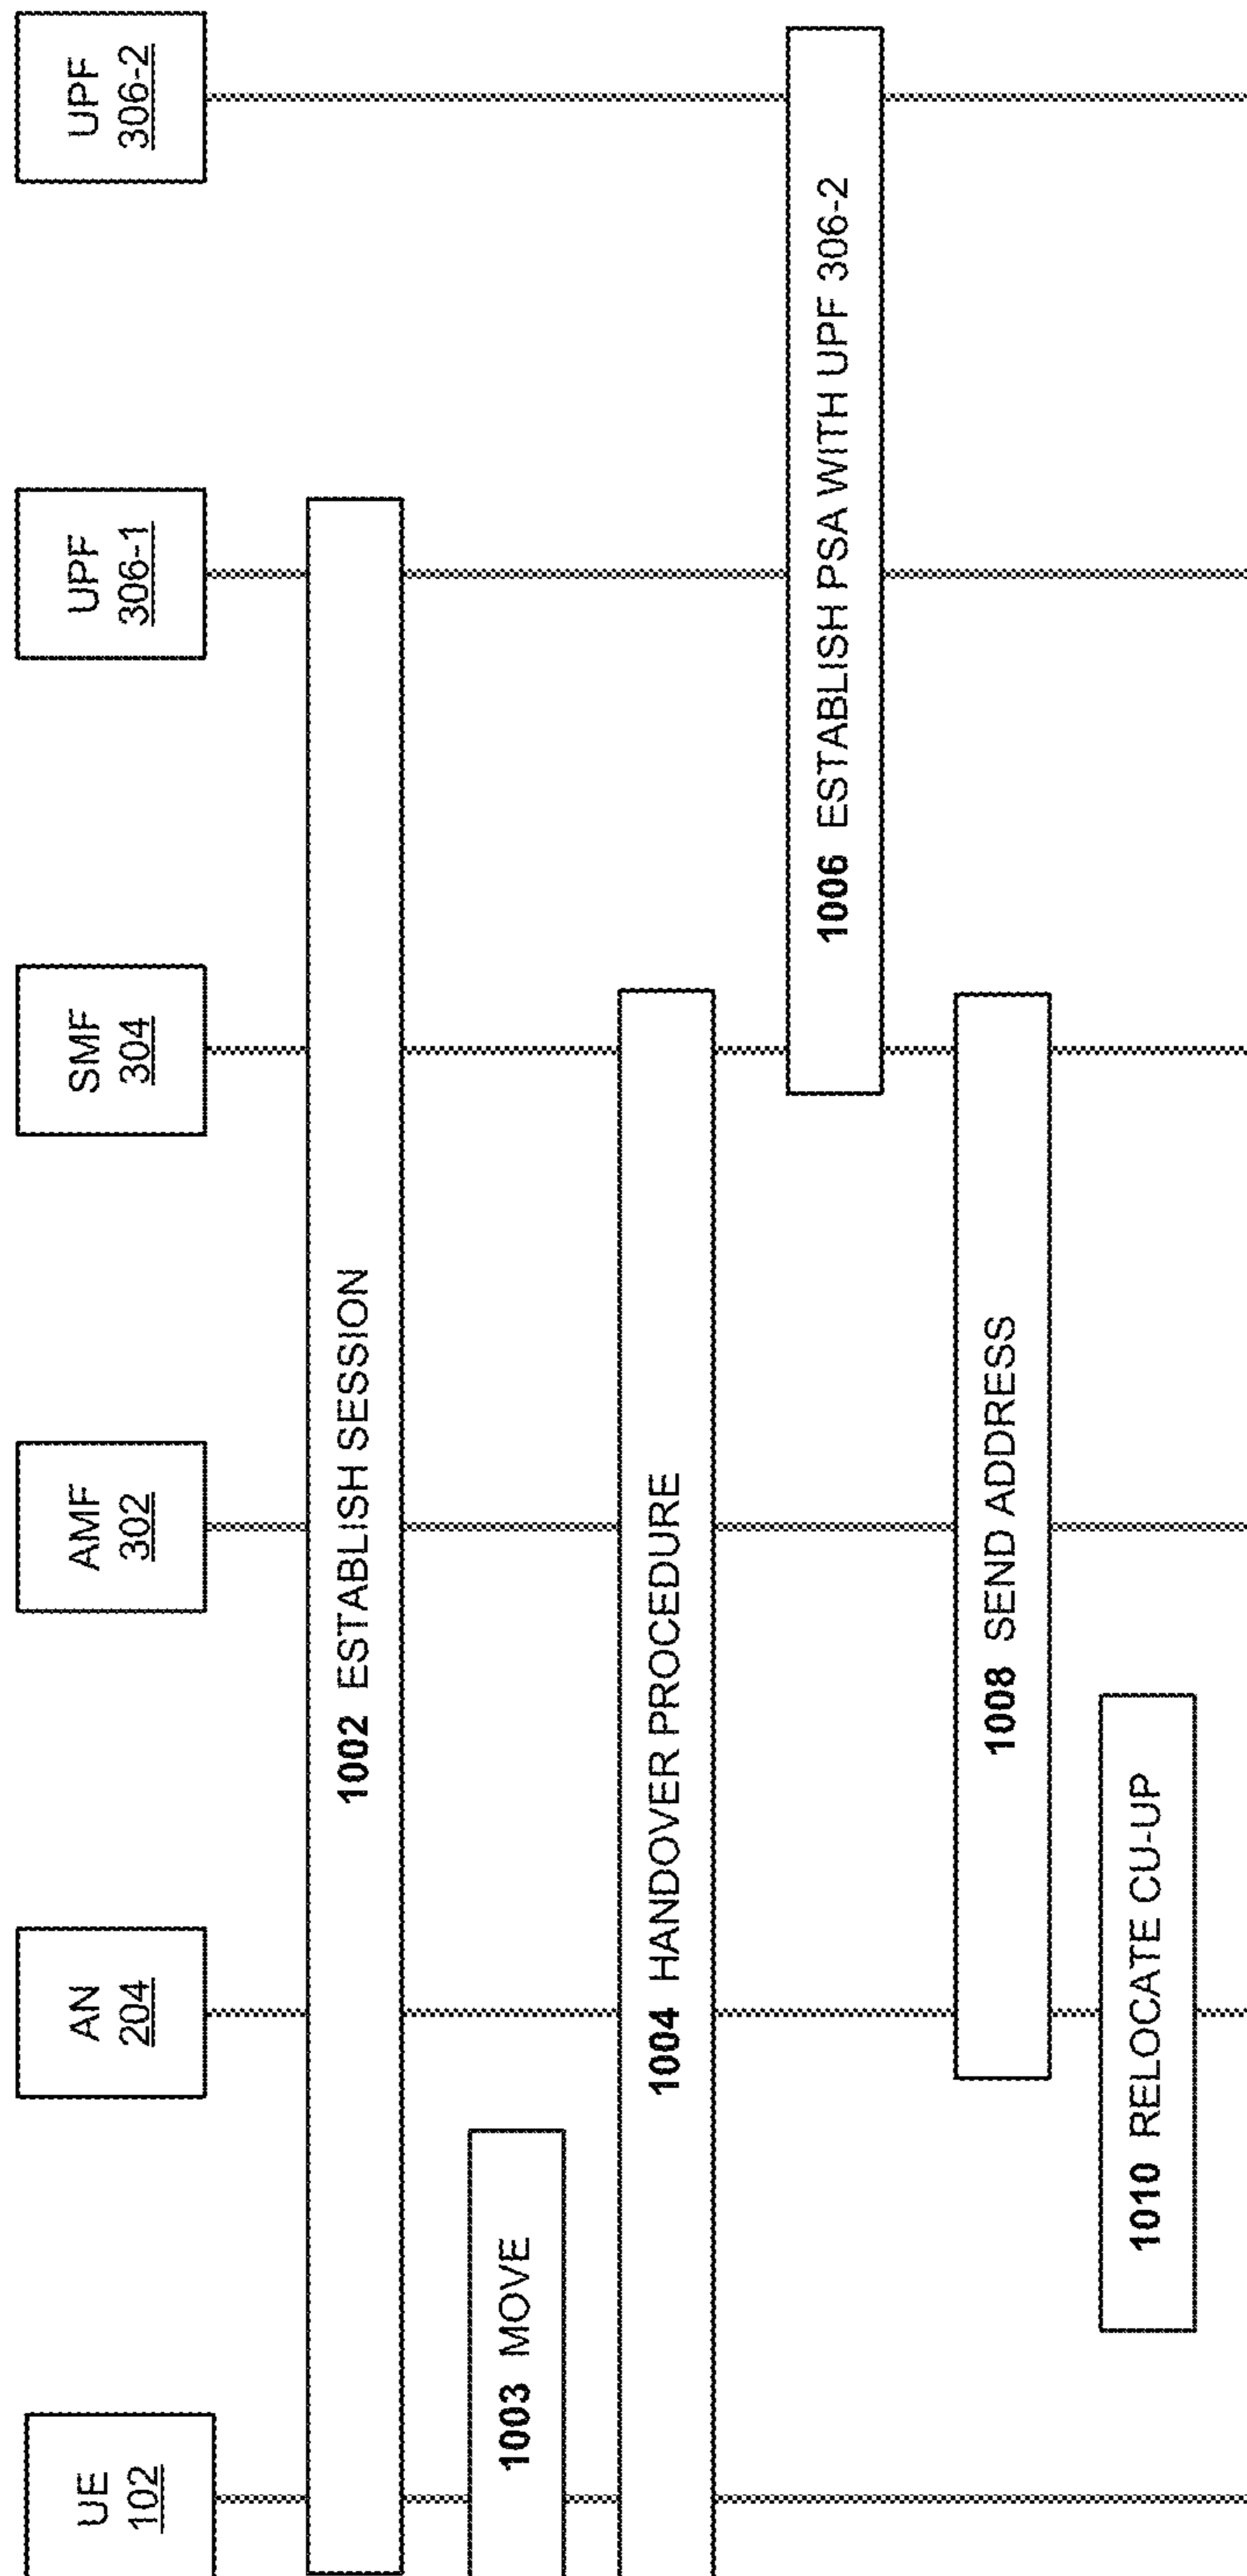 UE
102
AN
204
AMF
302
SMF
304
UPF
306-1
UPF
306-2
1002 ESTABLISH SESSION
1003 MOVE
1004 HANDOVER PROCEDURE
1006 ESTABLISH PSA WITH UPF 306-2
1008 SEND ADDRESS
1010 RELOCATE CU-UP